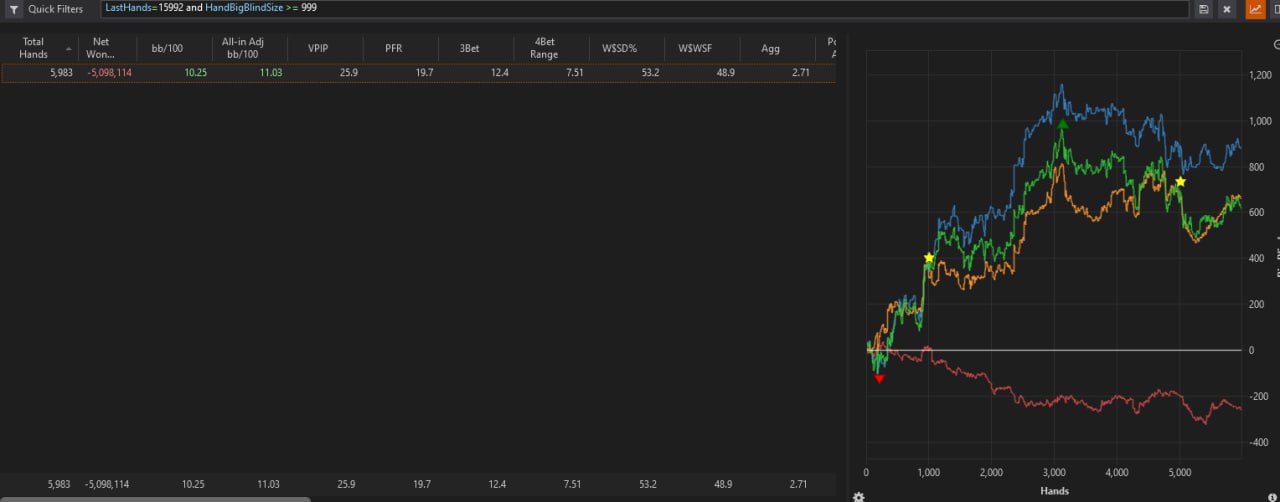 Quick Filters LastHands=15992 and HandBigBlindSize >= 999
Total Hands Net Won... bb/100 All-in Adj bb/100 VPIP PFR 3Bet 4Bet Range W$SD% W$WSF Agg
5,983 -5,098,114 10.25 11.03 25.9 19.7 12.4 7.51 53.2 48.9 2.71
5,983 -5,098,114 10.25 11.03 25.9 19.7 12.4 7.51 53.2 48.9 2.71
1,200
1,000
800
600
400
200
0
-200
-400
0 1,000 2,000 3,000 4,000 5,000
Hands